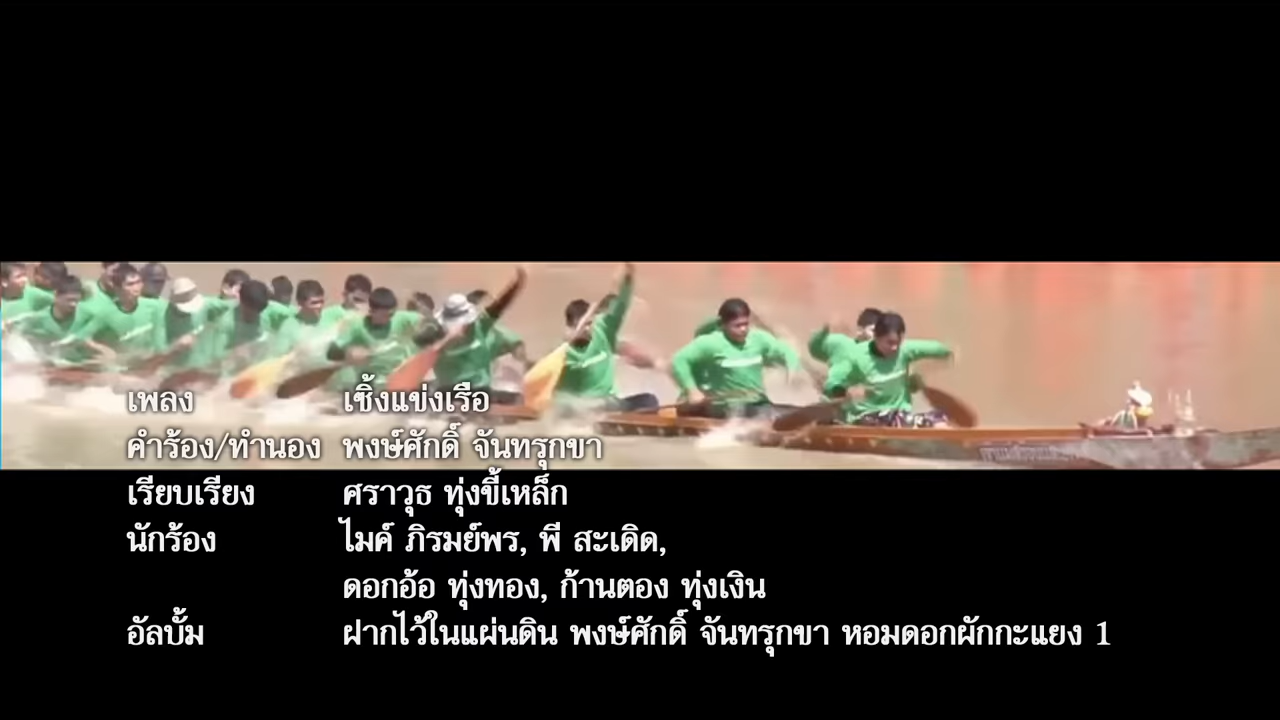 เพลง เซิ้งแข่งเรือ
คำร้อง/ทำนอง พงษ์ศักดิ์ จันทรุกขา
เรียบเรียง ศราวุธ ทุ่งขี้เหล็ก
นักร้อง ไมค์ ภิรมย์พร, พี สะเดิด,
ดอกอ้อ ทุ่งทอง, ก้านตอง ทุ่งเงิน
อัลบั้ม ฝากไว้ในแผ่นดิน พงษ์ศักดิ์ จันทรุกขา หอมดอกผักกะแยง 1